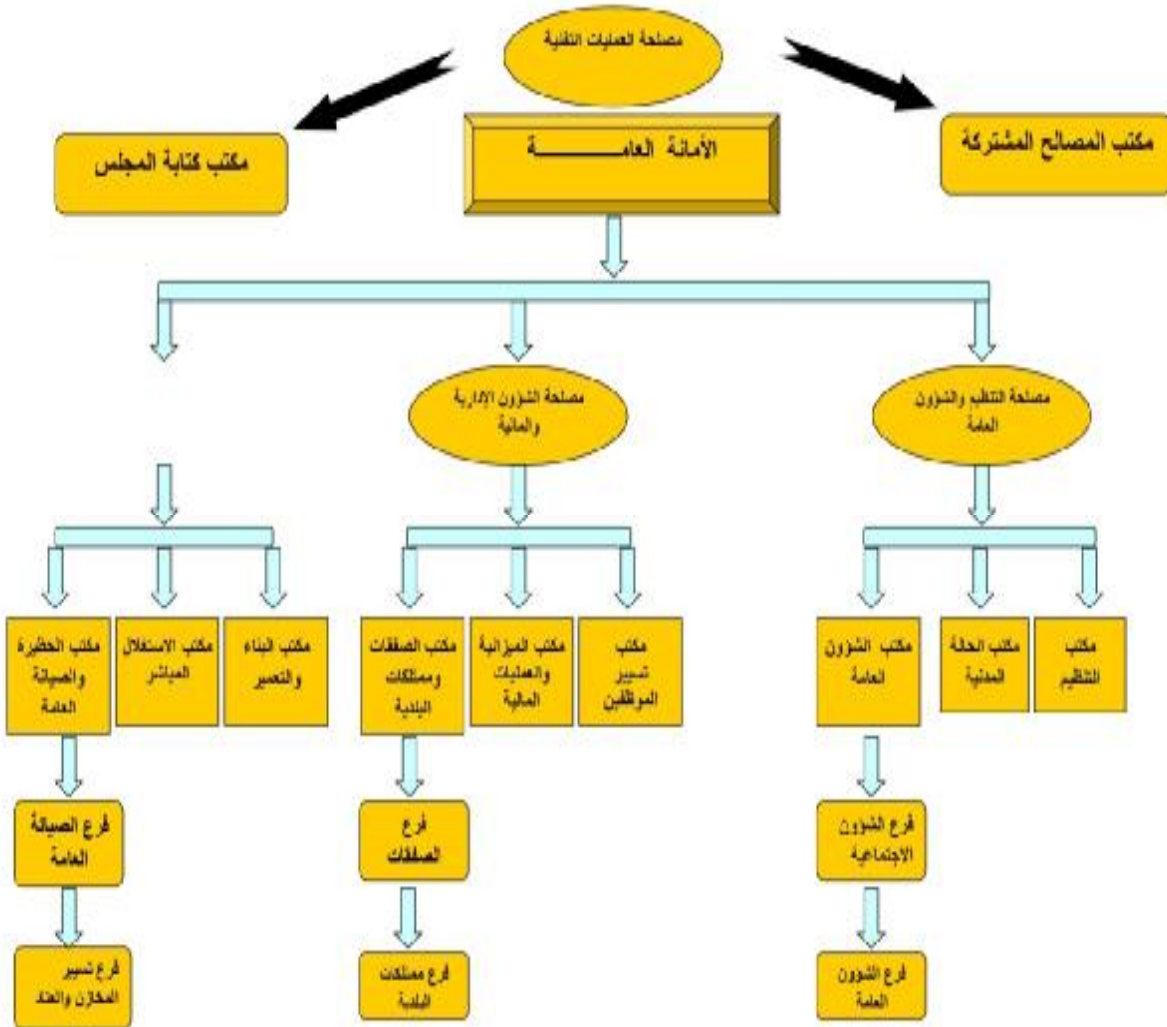 مصلحة العمليات التقنية
مكتب المصالح المشتركة
الأمانة العامـــــــــــة
مكتب كتابة المجلس
مصلحة التنظيم والشؤون
العامة
مصلحة الشؤون الإدارية
والمالية
مكتب
التنظيم
مكتب الحالة
المدنية
مكتب الشؤون
العامة
مكتب
تسيير
الموظفين
مكتب الميزانية
والعمليات
المالية
مكتب الصفقات
وممتلكات
البلدية
مكتب البناء
والتعمير
مكتب الاستغلال
المباشر
مكتب الحظيرة
والصيانة
العامة
فرع الشؤون
الاجتماعية
فرع
الصفقات
فرع الصيانة
العامة
فرع الشؤون
العامة
فرع ممتلكات
البلدية
فرع تسيير
المخازن والعتاد